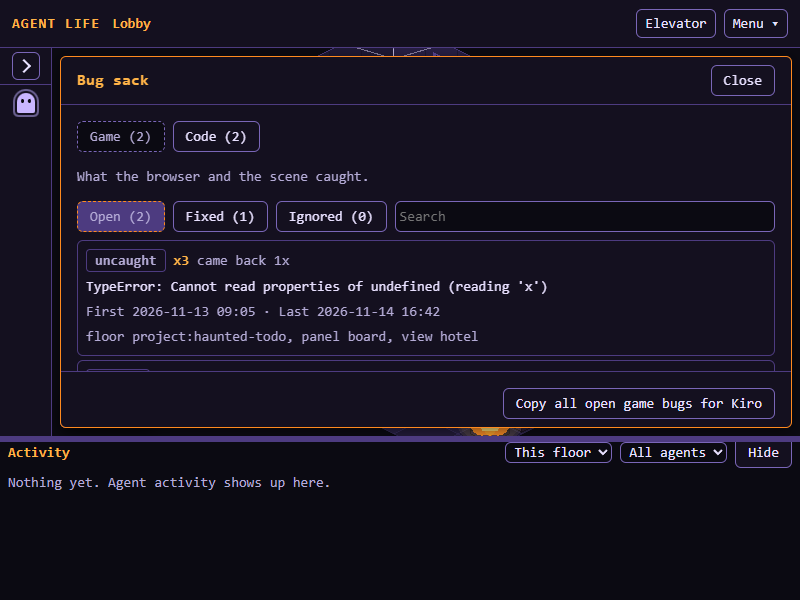 AGENT LIFE Lobby Elevator Menu ▾
Bug sack Close
Game (2) Code (2)
What the browser and the scene caught.
Open (2) Fixed (1) Ignored (0) Search
uncaught x3 came back 1x
TypeError: Cannot read properties of undefined (reading 'x')
First 2026-11-13 09:05 · Last 2026-11-14 16:42
floor project:haunted-todo, panel board, view hotel
Copy all open game bugs for Kiro
Activity This floor All agents Hide
Nothing yet. Agent activity shows up here.